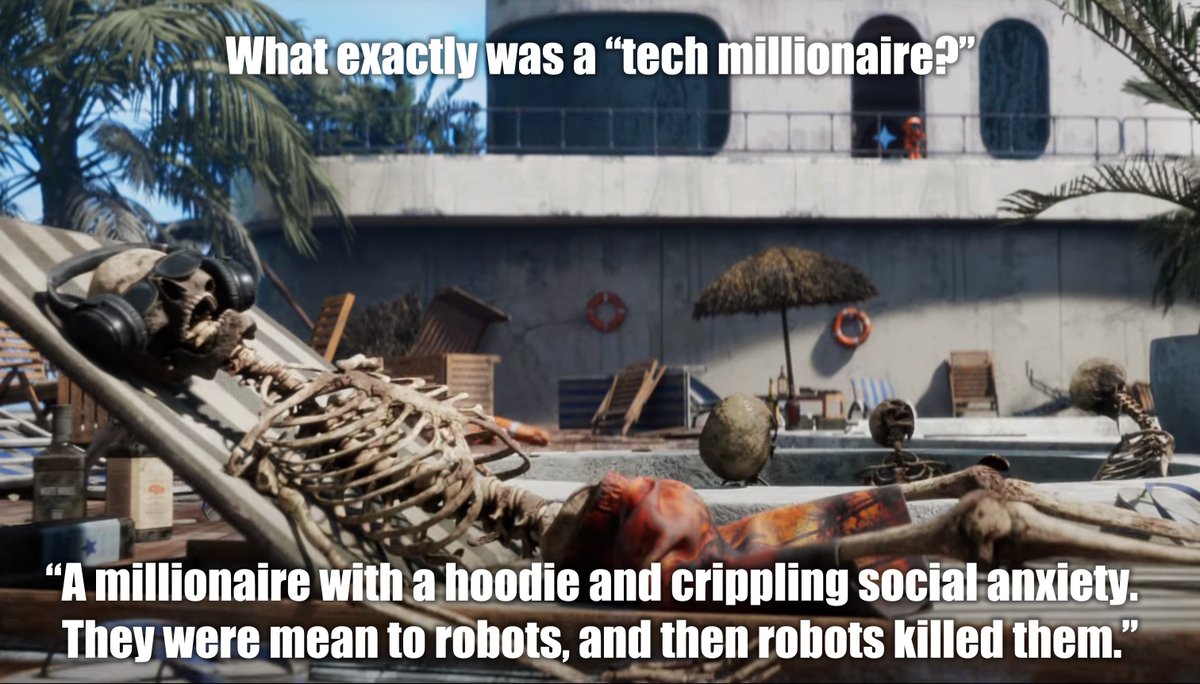 What exactly was a “tech millionaire?”
“A millionaire with a hoodie and crippling social anxiety.
They were mean to robots, and then robots killed them.”